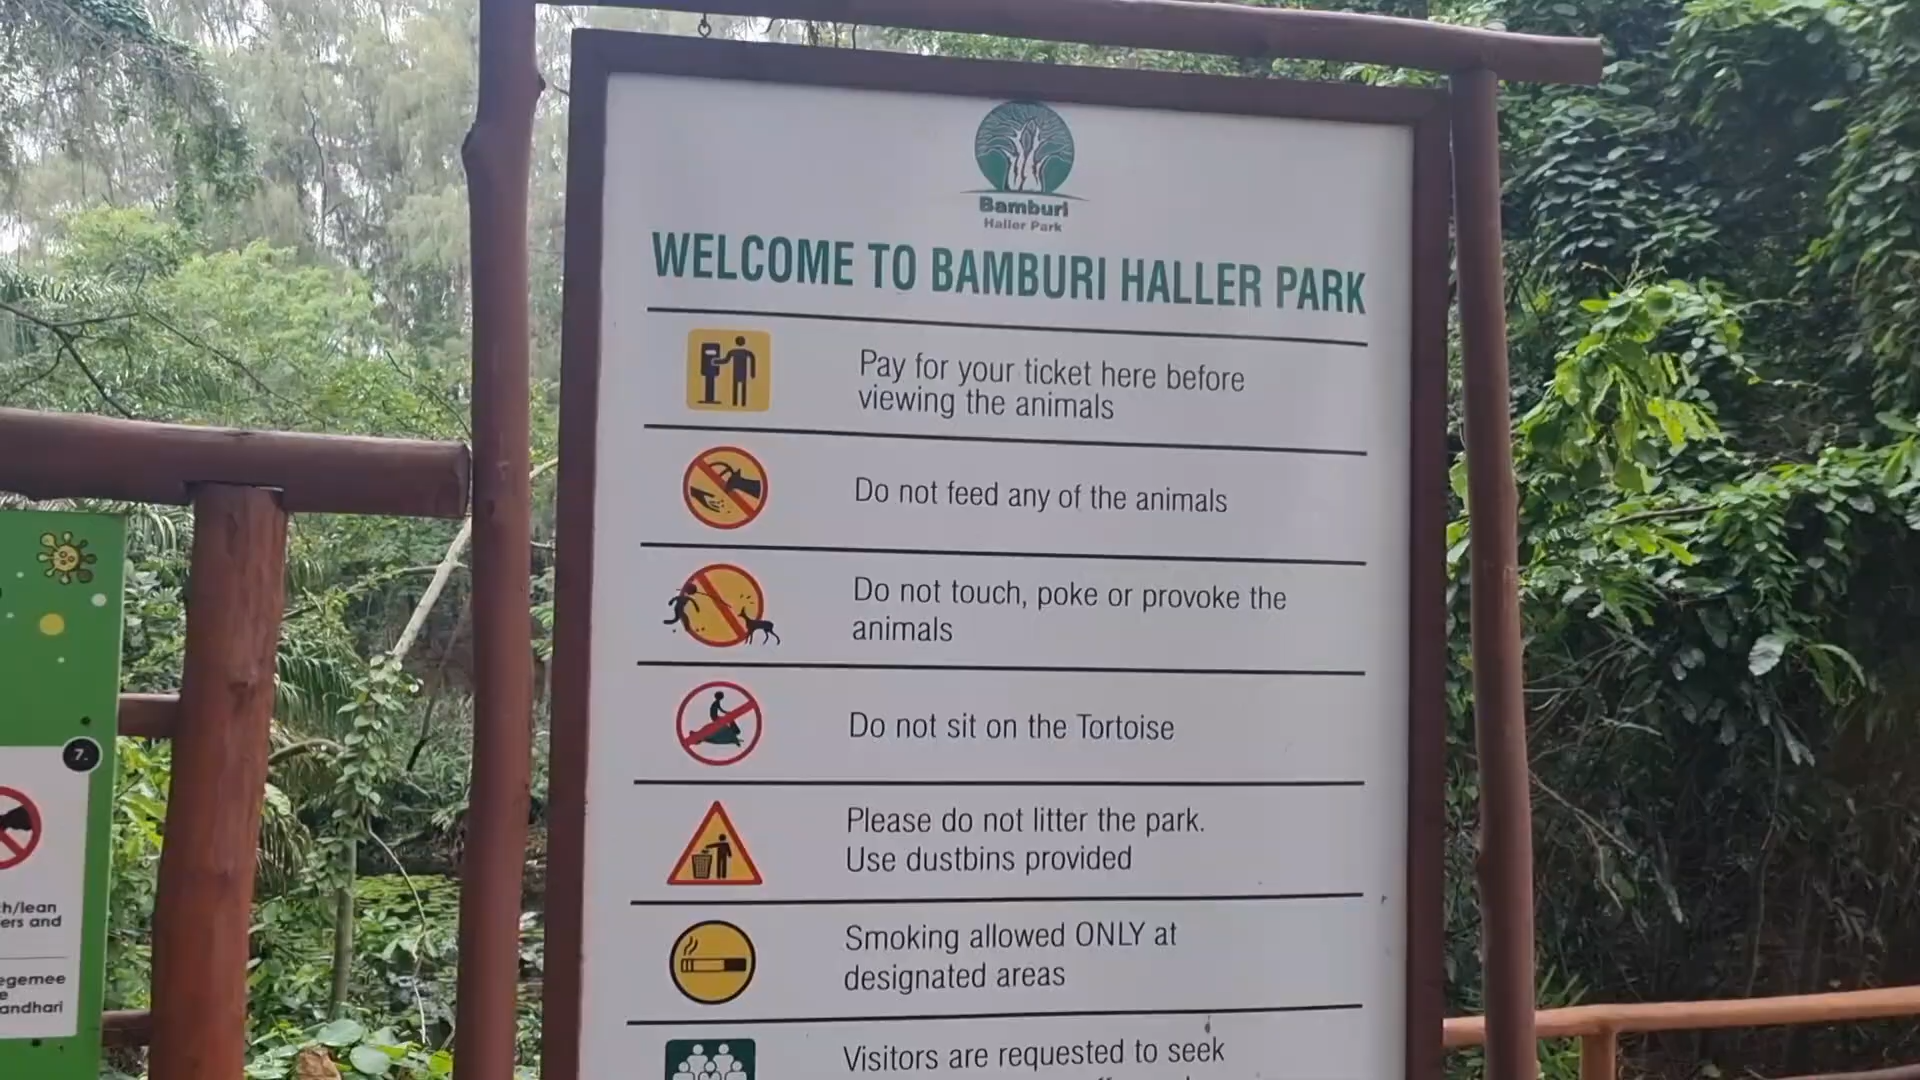 Bamburi
Haller Park
WELCOME TO BAMBURI HALLER PARK
Pay for your ticket here before
viewing the animals
Do not feed any of the animals
Do not touch, poke or provoke the
animals
Do not sit on the Tortoise
Please do not litter the park.
Use dustbins provided
Smoking allowed ONLY at
designated areas
Visitors are requested to seek
7.
h/lean
ers and
egemee
e
andhari